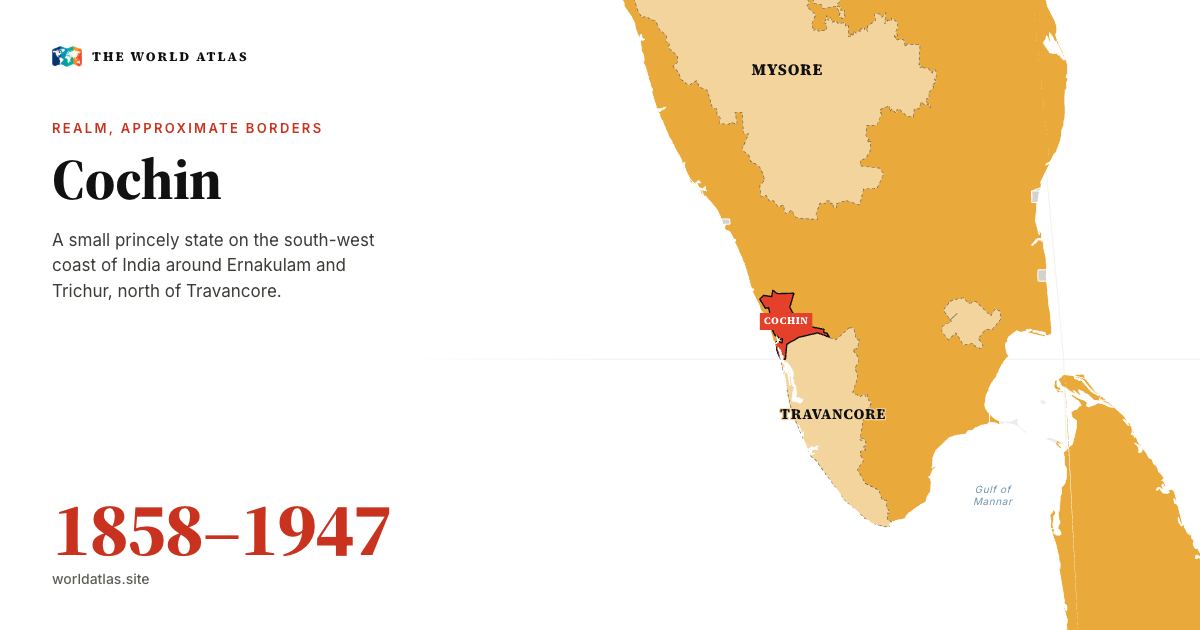 THE WORLD ATLAS
REALM, APPROXIMATE BORDERS
Cochin
A small princely state on the south-west
coast of India around Ernakulam and
Trichur, north of Travancore.
1858–1947
worldatlas.site
MYSORE
COCHIN
TRAVANCORE
Gulf of
Mannar